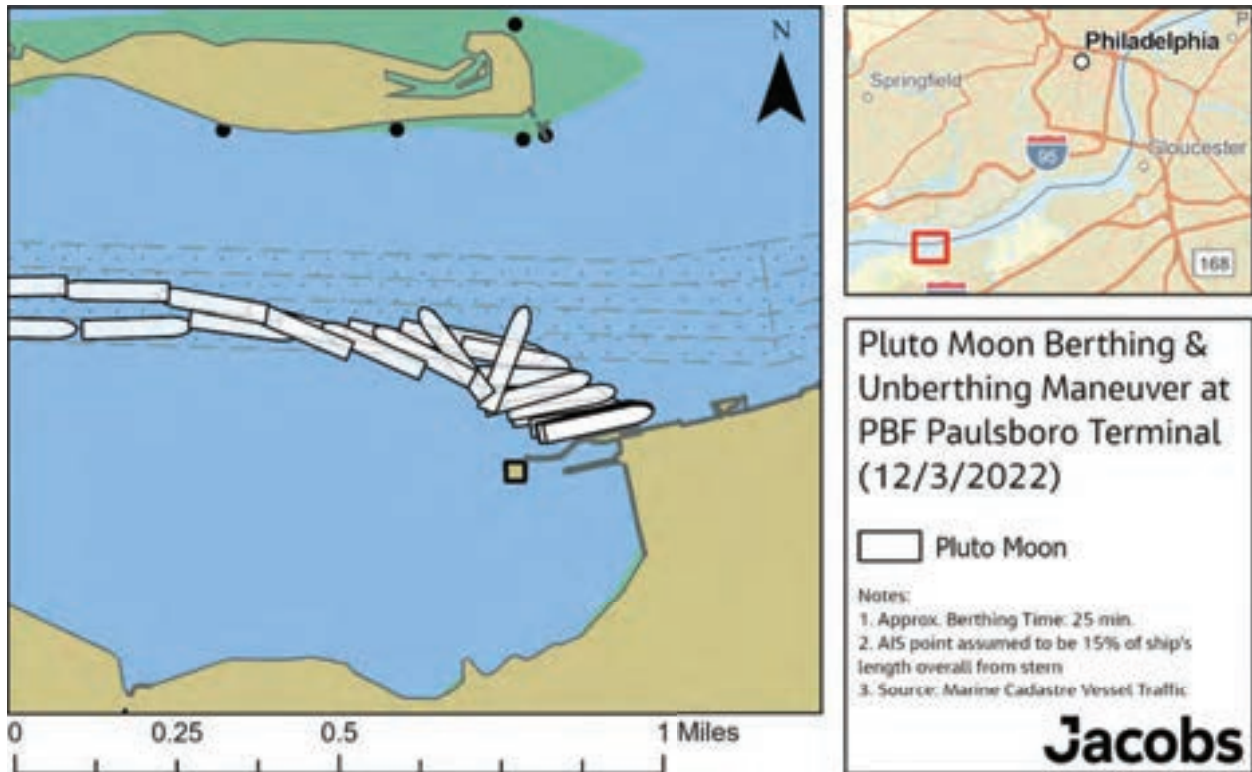 N
Philadelphia
Springfield
95
Gloucester
168
Pluto Moon Berthing &
Unberthing Maneuver at
PBF Paulsboro Terminal
(12/3/2022)
Pluto Moon
Notes:
1. Approx. Berthing Time: 25 min.
2. AIS point assumed to be 15% of ship's
length overall from stern
3. Source: Marine Cadastre Vessel Traffic
0 0.25 0.5 1 Miles
Jacobs